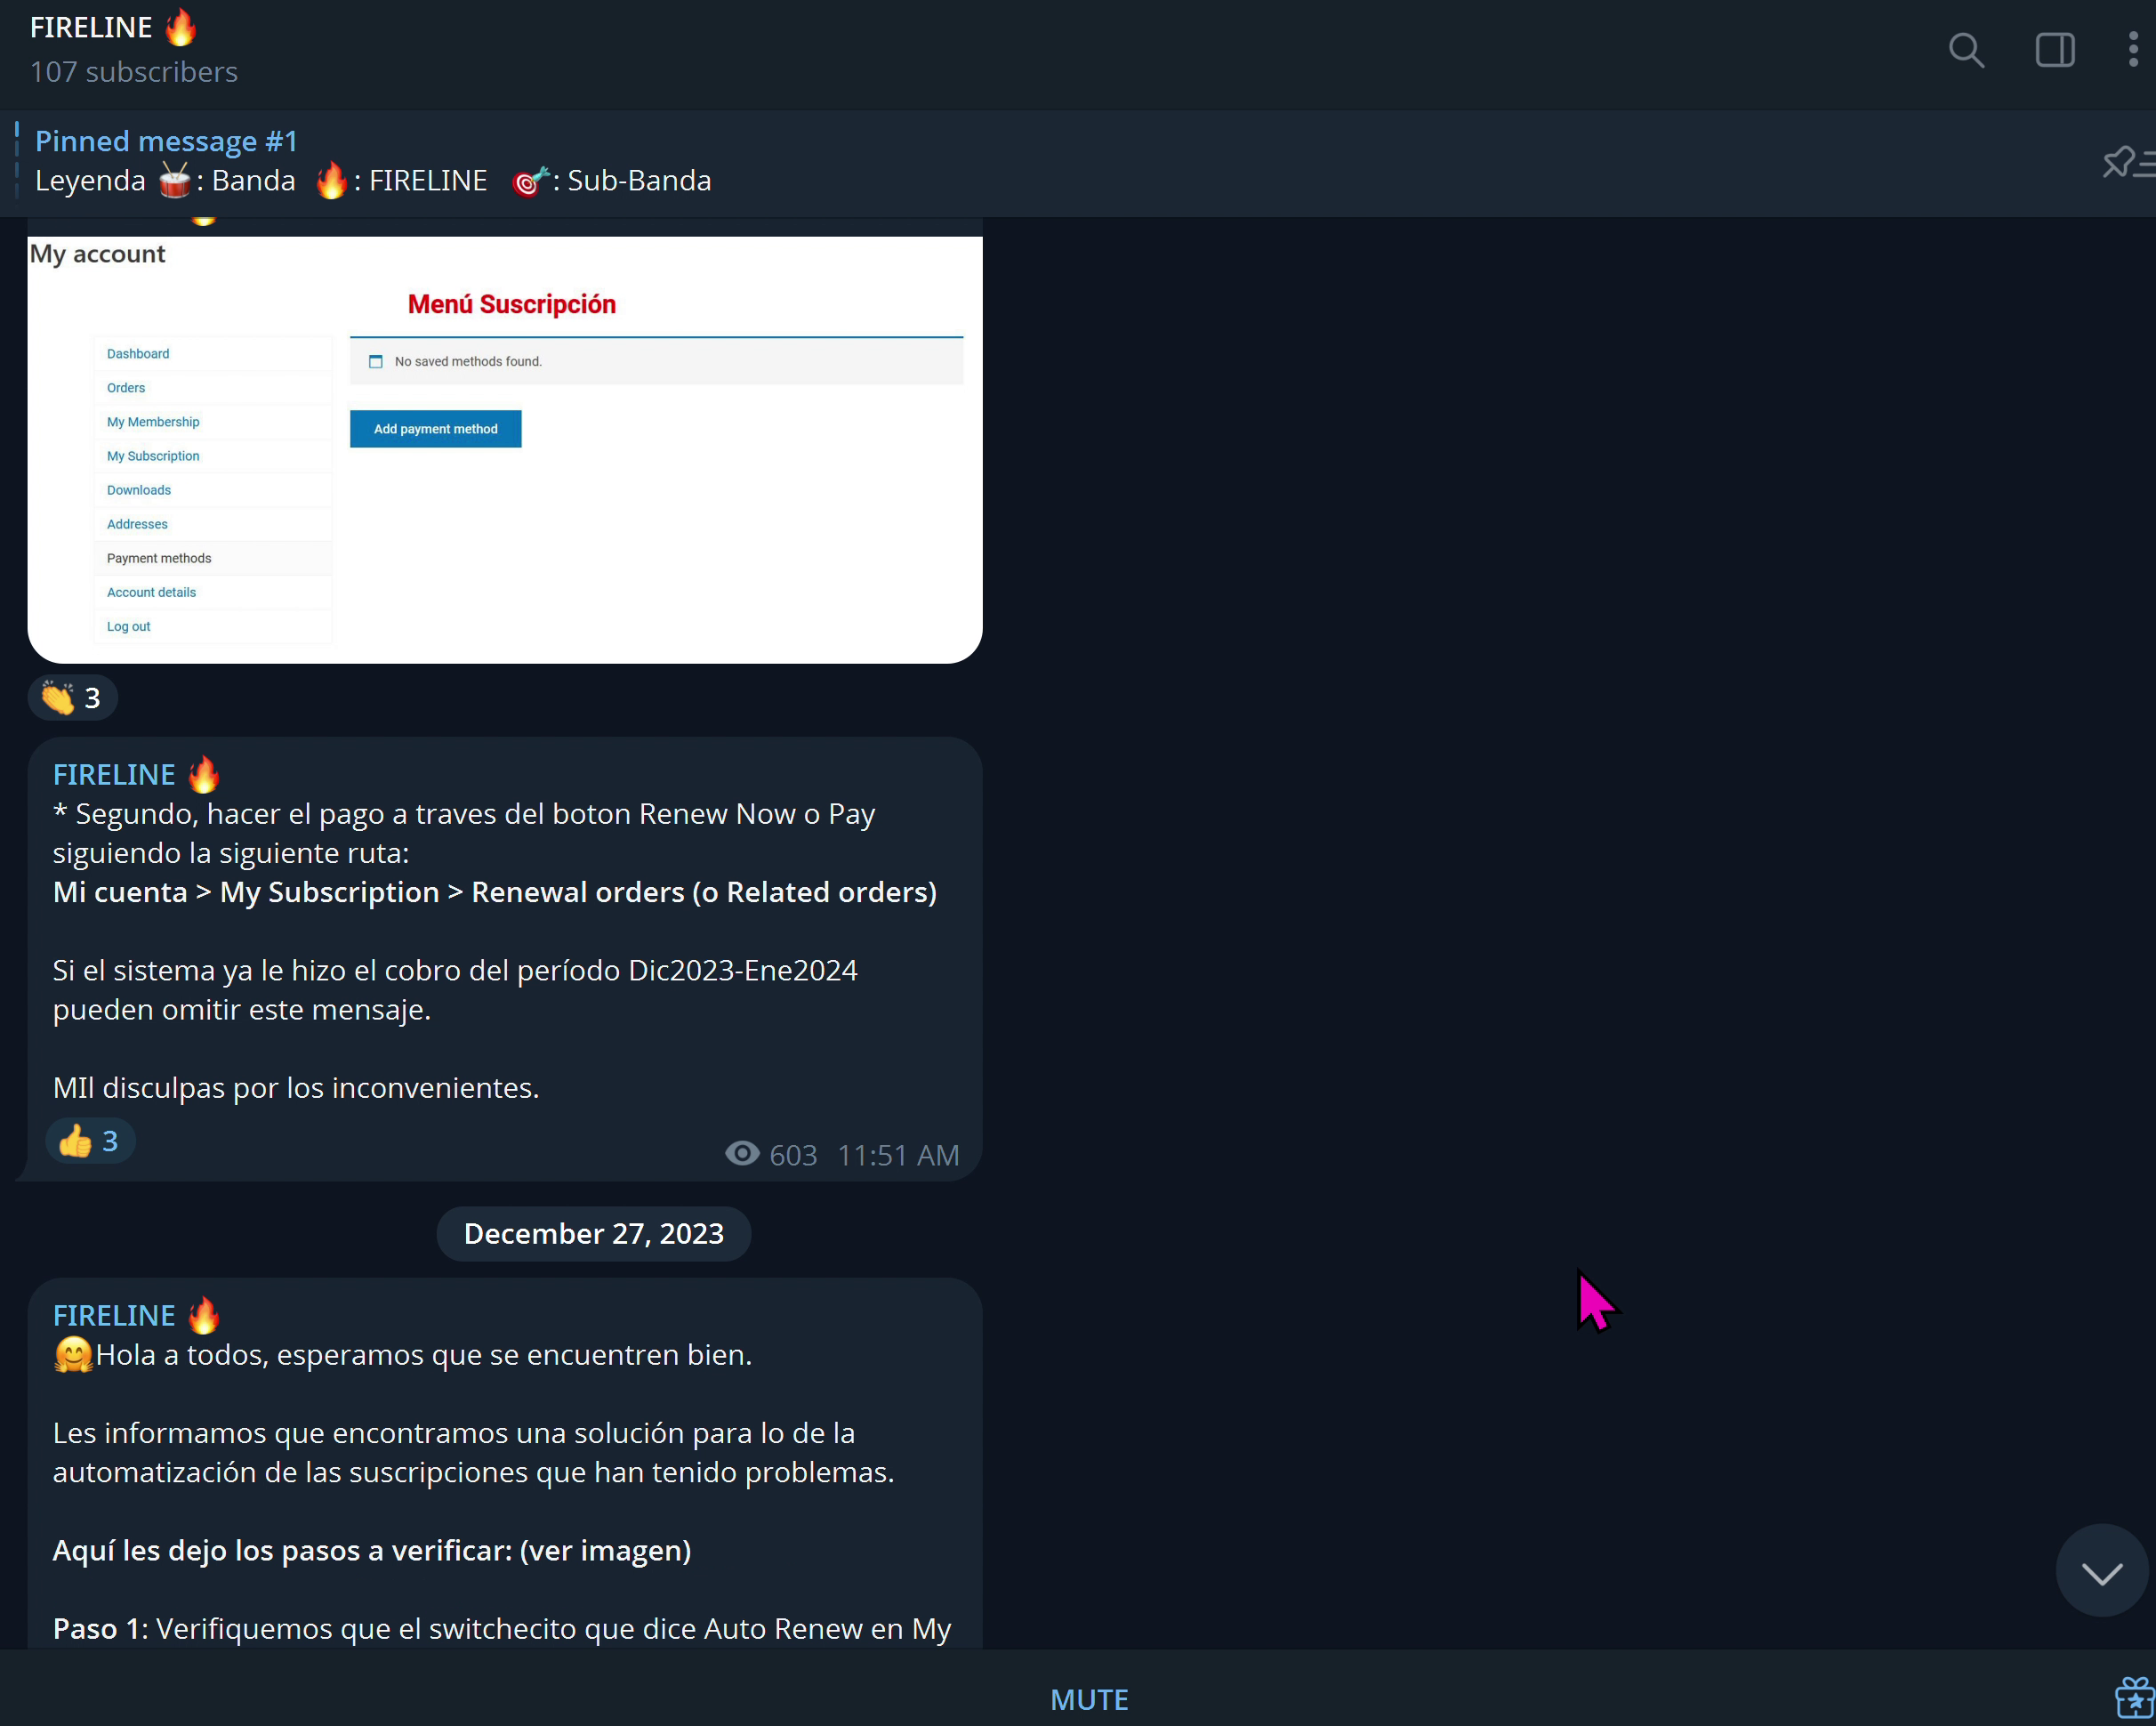 FIRELINE 🔥
107 subscribers
Pinned message #1
Leyenda 🥁: Banda 🔥: FIRELINE 🎯: Sub-Banda
My account
Menú Suscripción
Dashboard
Orders
My Membership
My Subscription
Downloads
Addresses
Payment methods
Account details
Log out
No saved methods found.
Add payment method
👏 3
FIRELINE 🔥
* Segundo, hacer el pago a traves del boton Renew Now o Pay
siguiendo la siguiente ruta:
Mi cuenta > My Subscription > Renewal orders (o Related orders)
Si el sistema ya le hizo el cobro del período Dic2023-Ene2024
pueden omitir este mensaje.
MIl disculpas por los inconvenientes.
👍 3
603 11:51 AM
December 27, 2023
FIRELINE 🔥
🤗Hola a todos, esperamos que se encuentren bien.
Les informamos que encontramos una solución para lo de la
automatización de las suscripciones que han tenido problemas.
Aquí les dejo los pasos a verificar: (ver imagen)
Paso 1: Verifiquemos que el switchecito que dice Auto Renew en My
MUTE